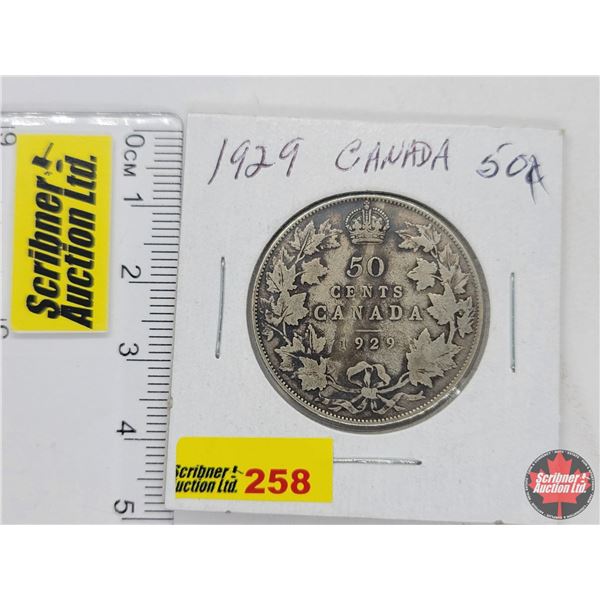 1929 CANADA 50¢
50
CENTS
CANADA
1929
Scribner
Auction Ltd.
0CM 1 2 3 4 5
Scribner
Auction Ltd.
258
Scribner
Auction Ltd.